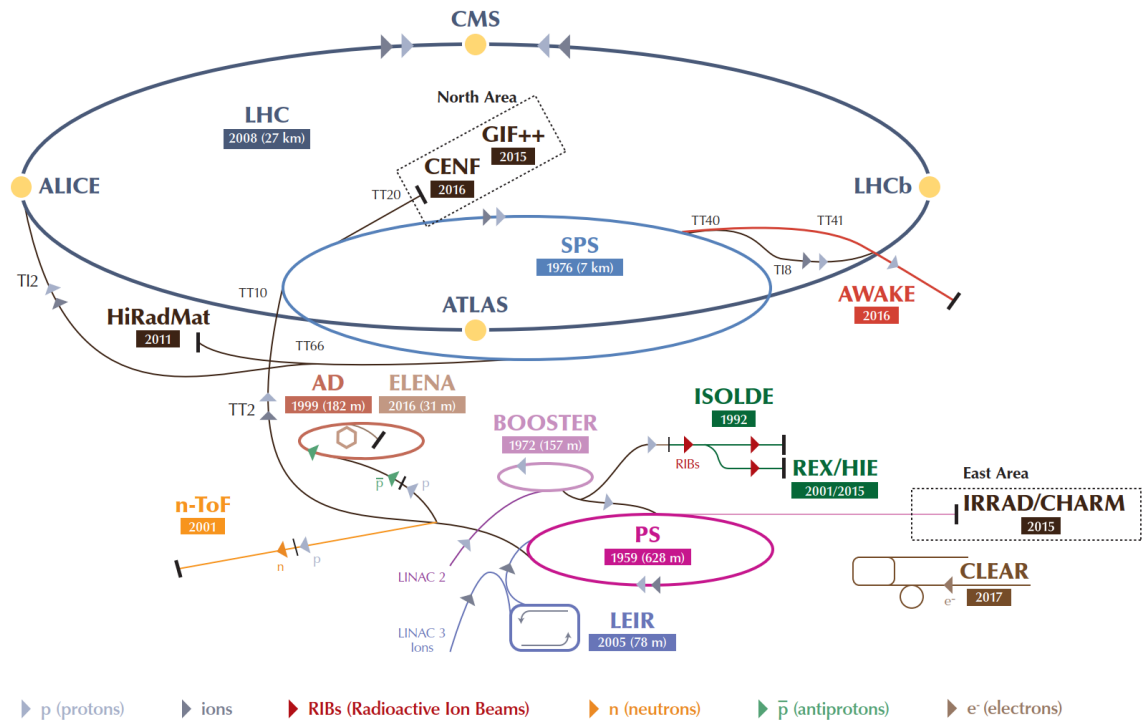 CMS
North Area
LHC
2008 (27 km)
GIF++
2015
CENF
2016
ALICE
LHCb
TT20
TT40
TT41
SPS
1976 (7 km)
TI2
TT10
TI8
ATLAS
AWAKE
2016
HiRadMat
2011
TT66
AD
1999 (182 m)
ELENA
2016 (31 m)
TT2
BOOSTER
1972 (157 m)
ISOLDE
1992
RIBs
REX/HIE
2001/2015
p̅
p
East Area
n-ToF
2001
IRRAD/CHARM
2015
PS
1959 (628 m)
n
p
LINAC 2
CLEAR
2017
e-
LEIR
2005 (78 m)
LINAC 3
Ions
p (protons)
ions
RIBs (Radioactive Ion Beams)
n (neutrons)
p̅ (antiprotons)
e- (electrons)